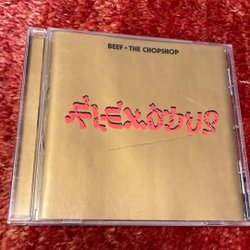 BEEF • THE CHOPSHOP
FLEXODUS